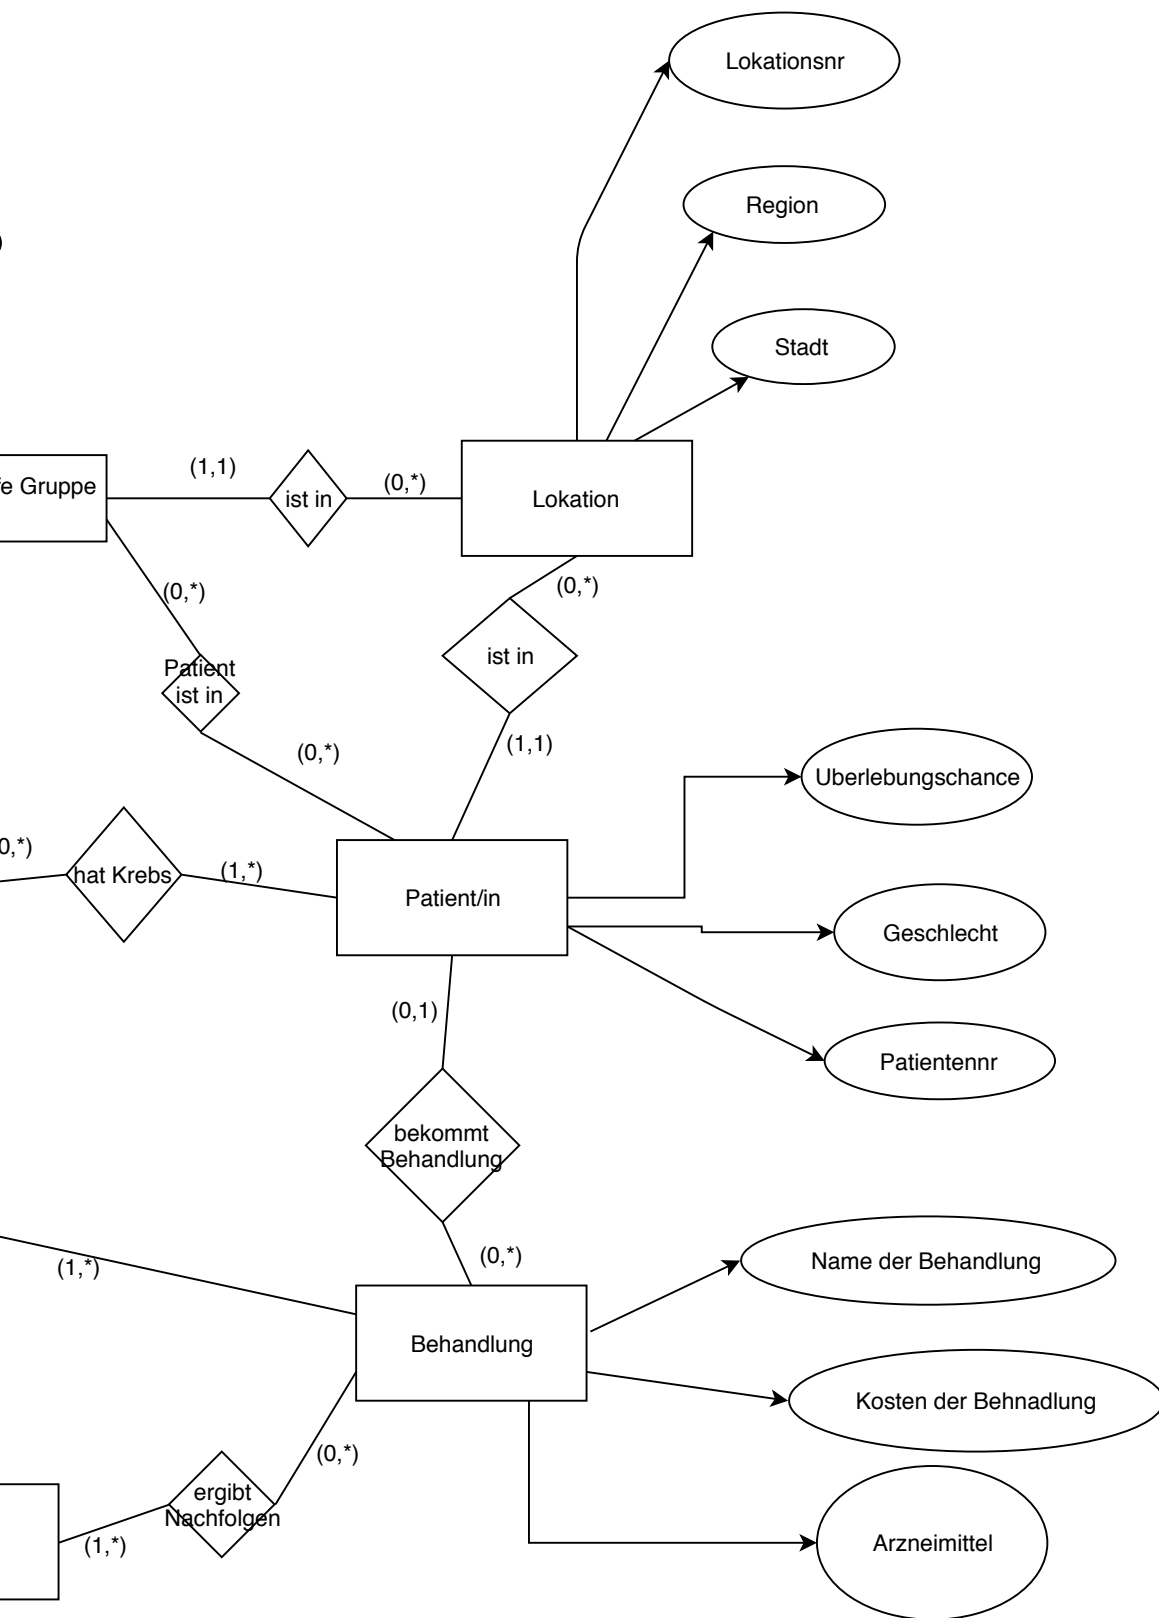 Lokationsnr
Region
Stadt
fe Gruppe
(1,1)
ist in
(0,*)
Lokation
(0,*)
(0,*)
ist in
Patient
ist in
(0,*)
(1,1)
Uberlebungschance
0,*)
hat Krebs
(1,*)
Patient/in
Geschlecht
(0,1)
Patientennr
bekommt
Behandlung
(1,*)
(0,*)
Name der Behandlung
Behandlung
Kosten der Behnadlung
(0,*)
ergibt
Nachfolgen
(1,*)
Arzneimittel